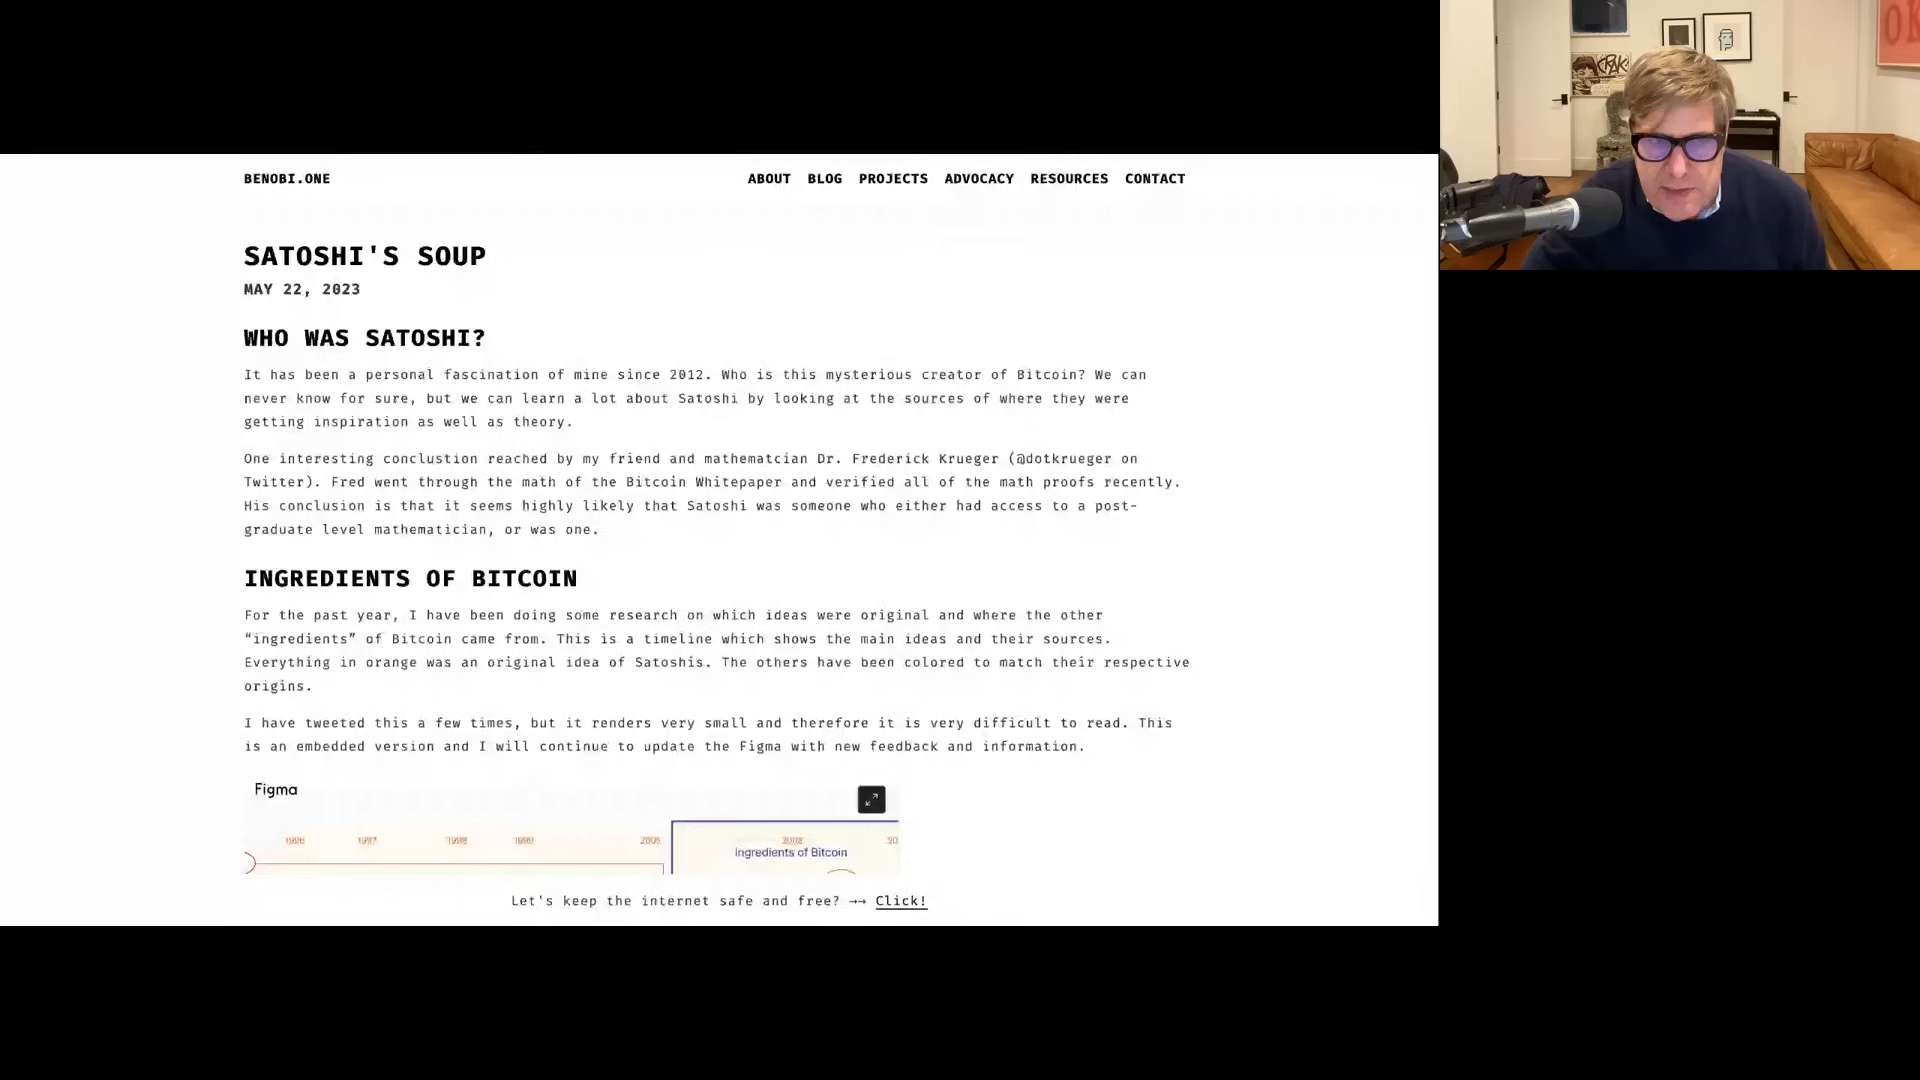 BENOBI.ONE
ABOUT BLOG PROJECTS ADVOCACY RESOURCES CONTACT
SATOSHI'S SOUP
MAY 22, 2023
WHO WAS SATOSHI?
It has been a personal fascination of mine since 2012. Who is this mysterious creator of Bitcoin? We can
never know for sure, but we can learn a lot about Satoshi by looking at the sources of where they were
getting inspiration as well as theory.
One interesting conclustion reached by my friend and mathematcian Dr. Frederick Krueger (@dotkrueger on
Twitter). Fred went through the math of the Bitcoin Whitepaper and verified all of the math proofs recently.
His conclusion is that it seems highly likely that Satoshi was someone who either had access to a post-
graduate level mathematician, or was one.
INGREDIENTS OF BITCOIN
For the past year, I have been doing some research on which ideas were original and where the other
“ingredients” of Bitcoin came from. This is a timeline which shows the main ideas and their sources.
Everything in orange was an original idea of Satoshis. The others have been colored to match their respective
origins.
I have tweeted this a few times, but it renders very small and therefore it is very difficult to read. This
is an embedded version and I will continue to update the Figma with new feedback and information.
Figma
1997 1998 2005 20
Ingredients of Bitcoin
Let's keep the internet safe and free? →→ Click!
OK